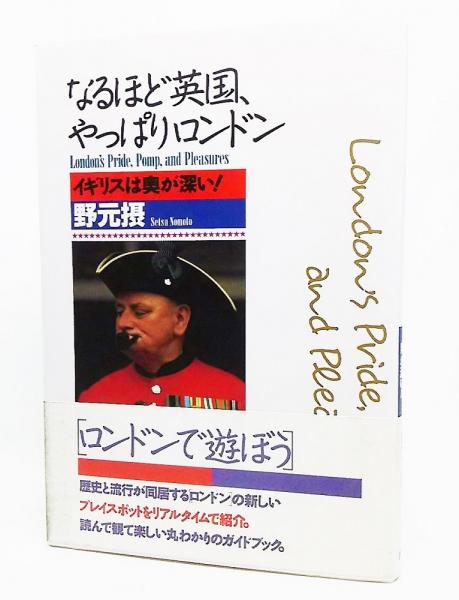 なるほど英国、
やっぱりロンドン
London's Pride, Pomp, and Pleasures
イギリスは奥が深い!
野元摂 Setsu Nomoto
London's Pride,
and Plea
[ロンドンで遊ぼう]
歴史と流行が同居するロンドンの新しい
プレイスポットをリアルタイムで紹介。
読んで観て楽しい丸わかりのガイドブック。